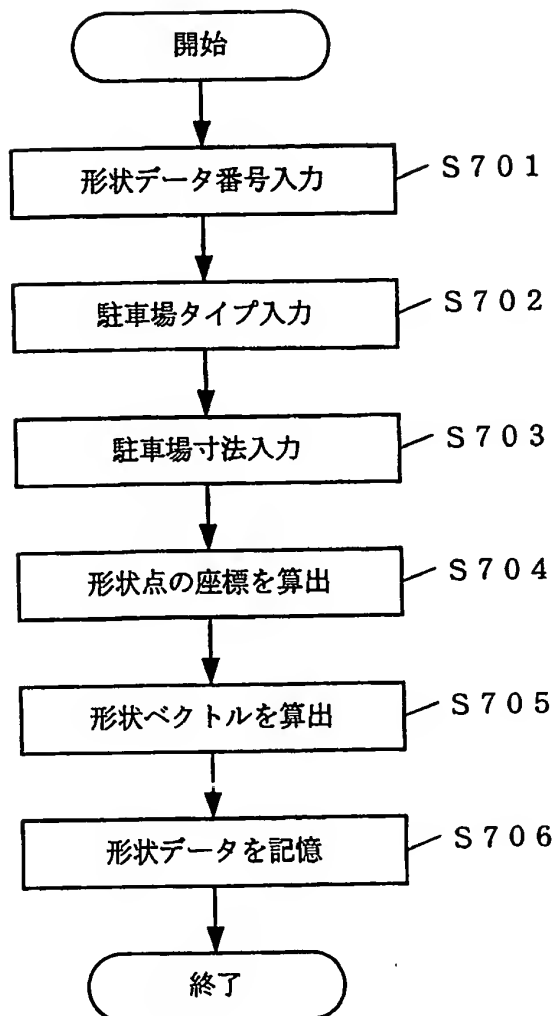 開始
形状データ番号入力
S701
駐車場タイプ入力
S702
駐車場寸法入力
S703
形状点の座標を算出
S704
形状ベクトルを算出
S705
形状データを記憶
S706
終了